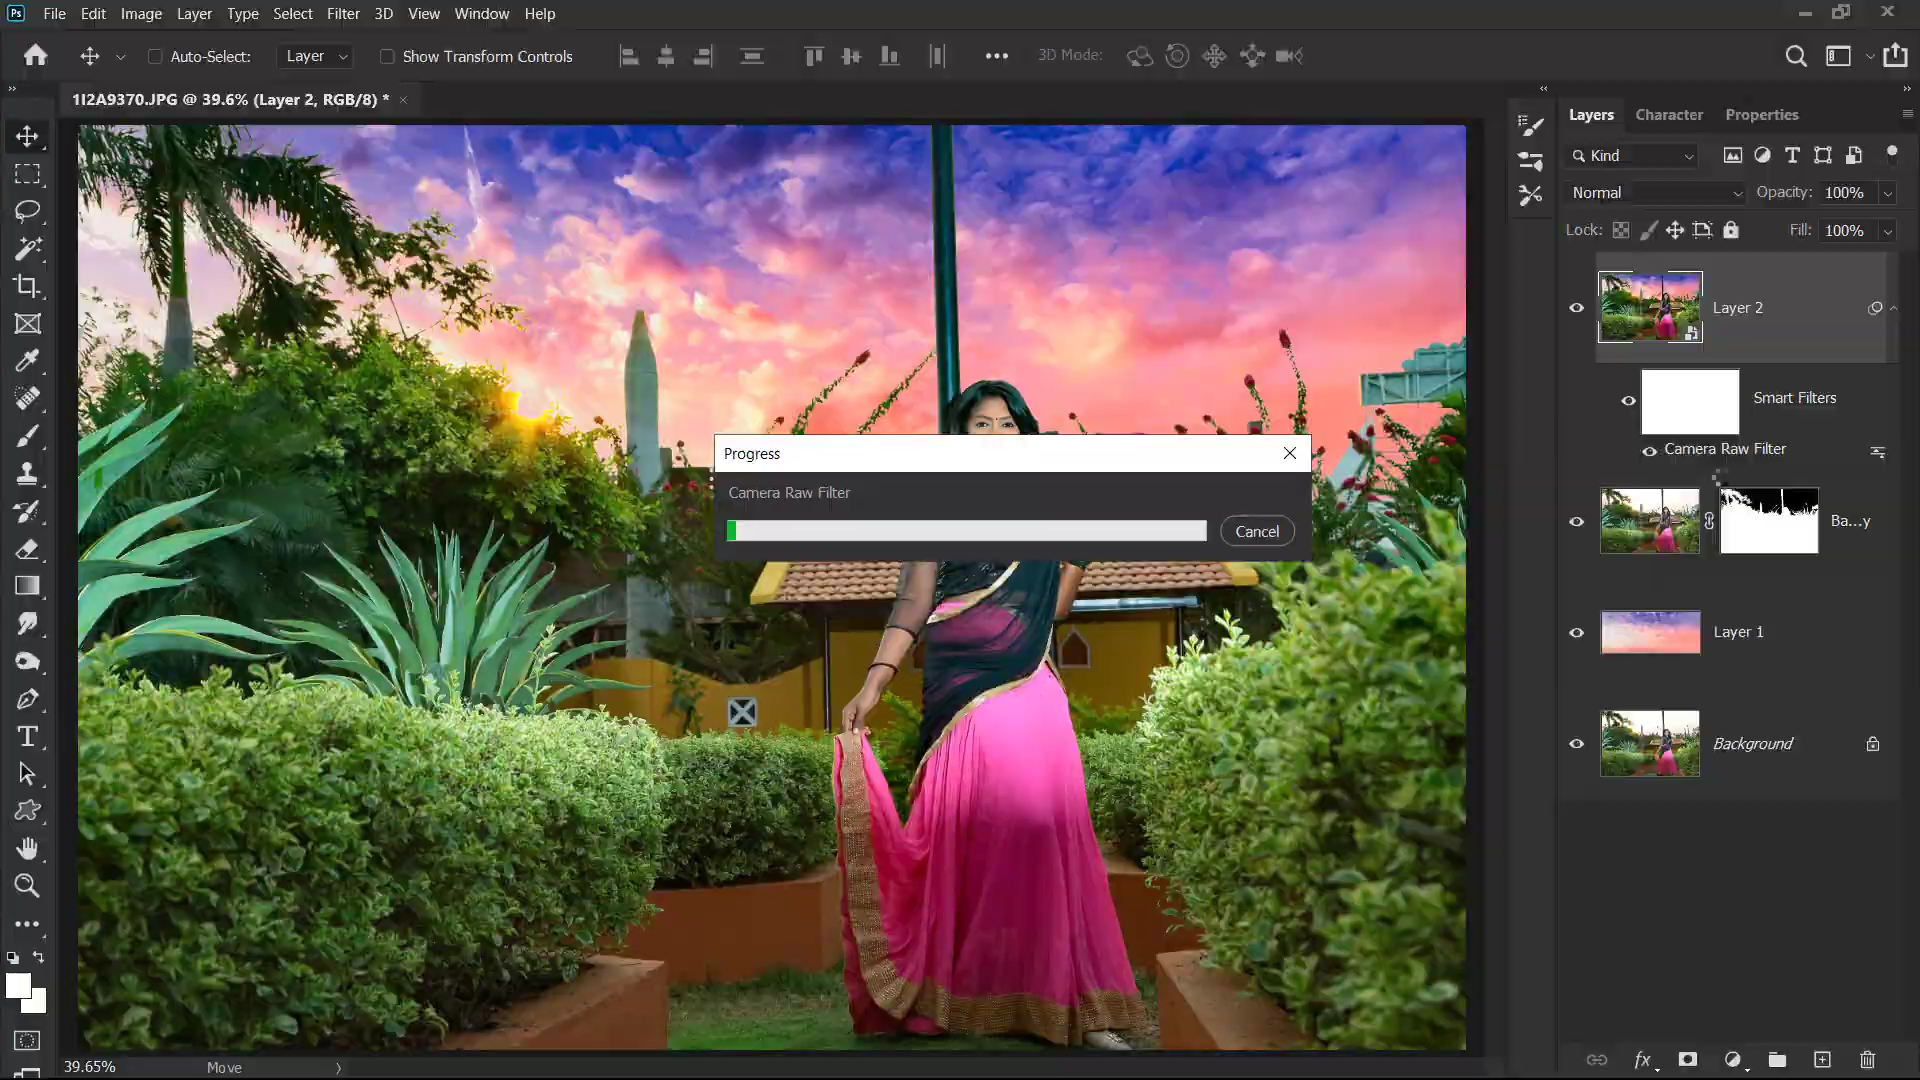 Ps File Edit Image Layer Type Select Filter 3D View Window Help
Auto-Select: Layer Show Transform Controls 3D Mode:
1I2A9370.JPG @ 39.6% (Layer 2, RGB/8) *
Layers Character Properties
Kind
Normal Opacity: 100%
Lock: Fill: 100%
Layer 2
Smart Filters
Camera Raw Filter
Ba...y
Layer 1
Background
Progress
Camera Raw Filter
Cancel
39.65% Move
fx